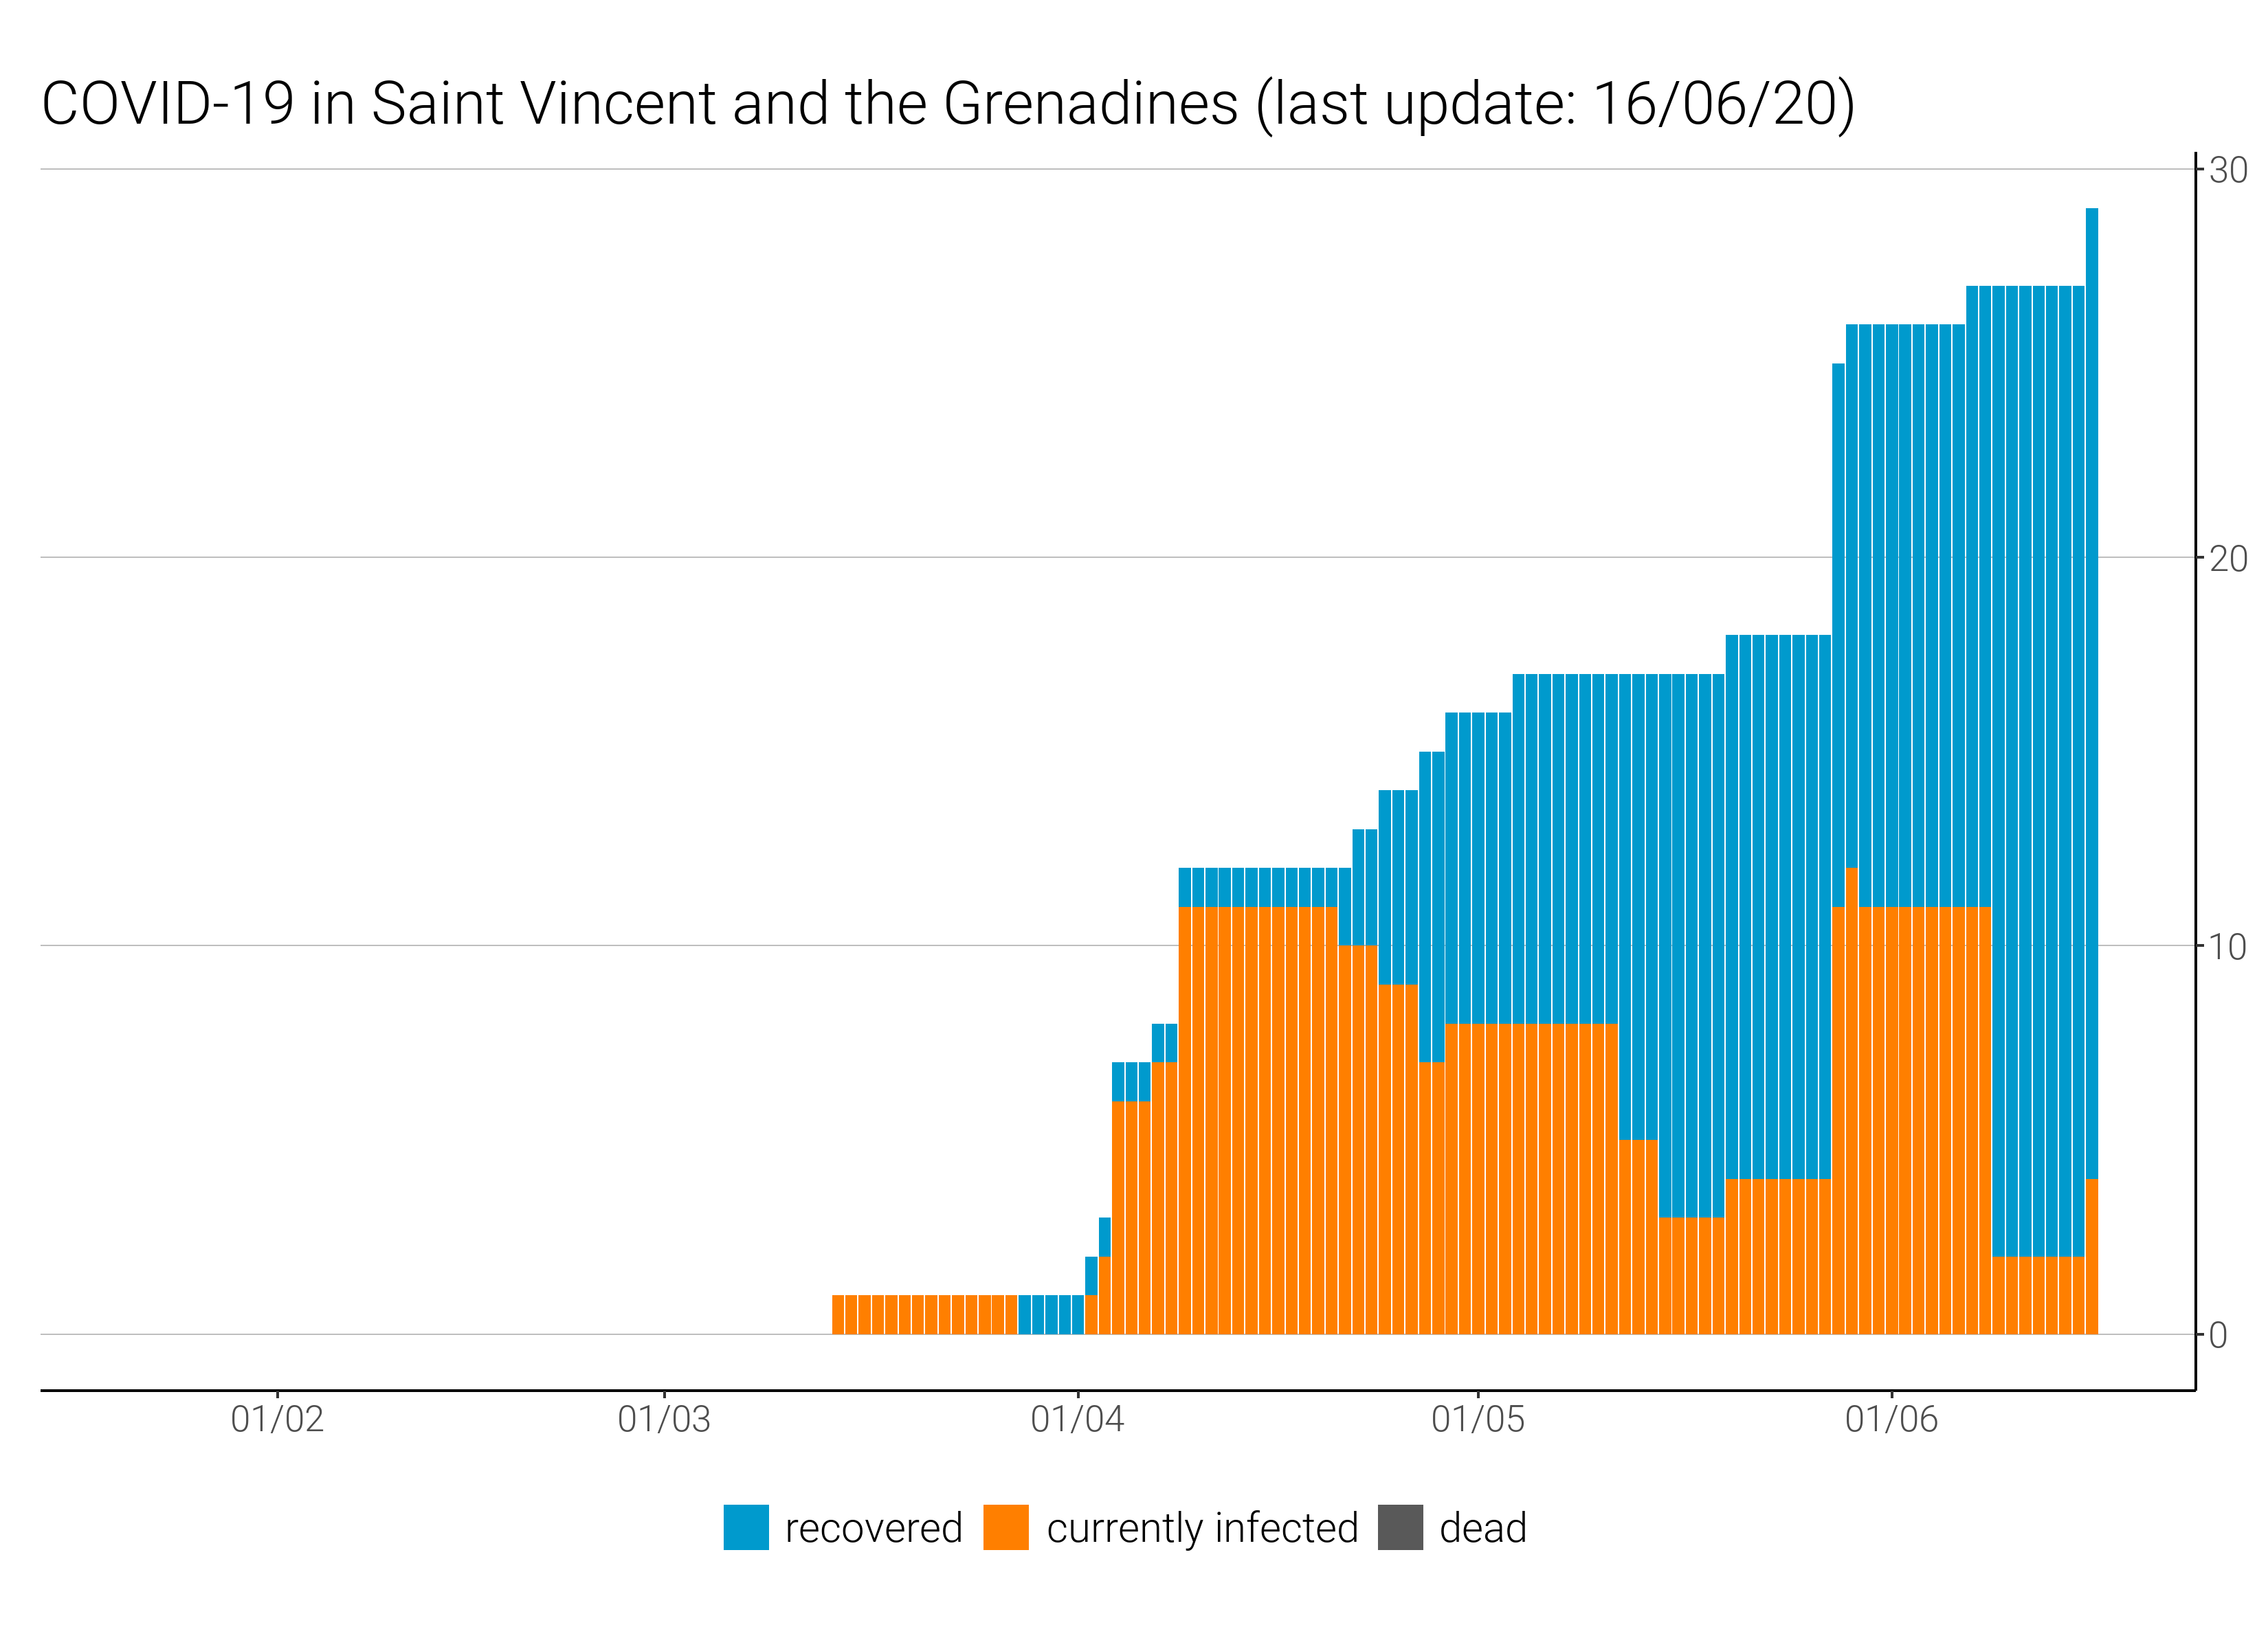 COVID-19 in Saint Vincent and the Grenadines (last update: 16/06/20)
30
20
10
0
01/02 01/03 01/04 01/05 01/06
recovered currently infected dead